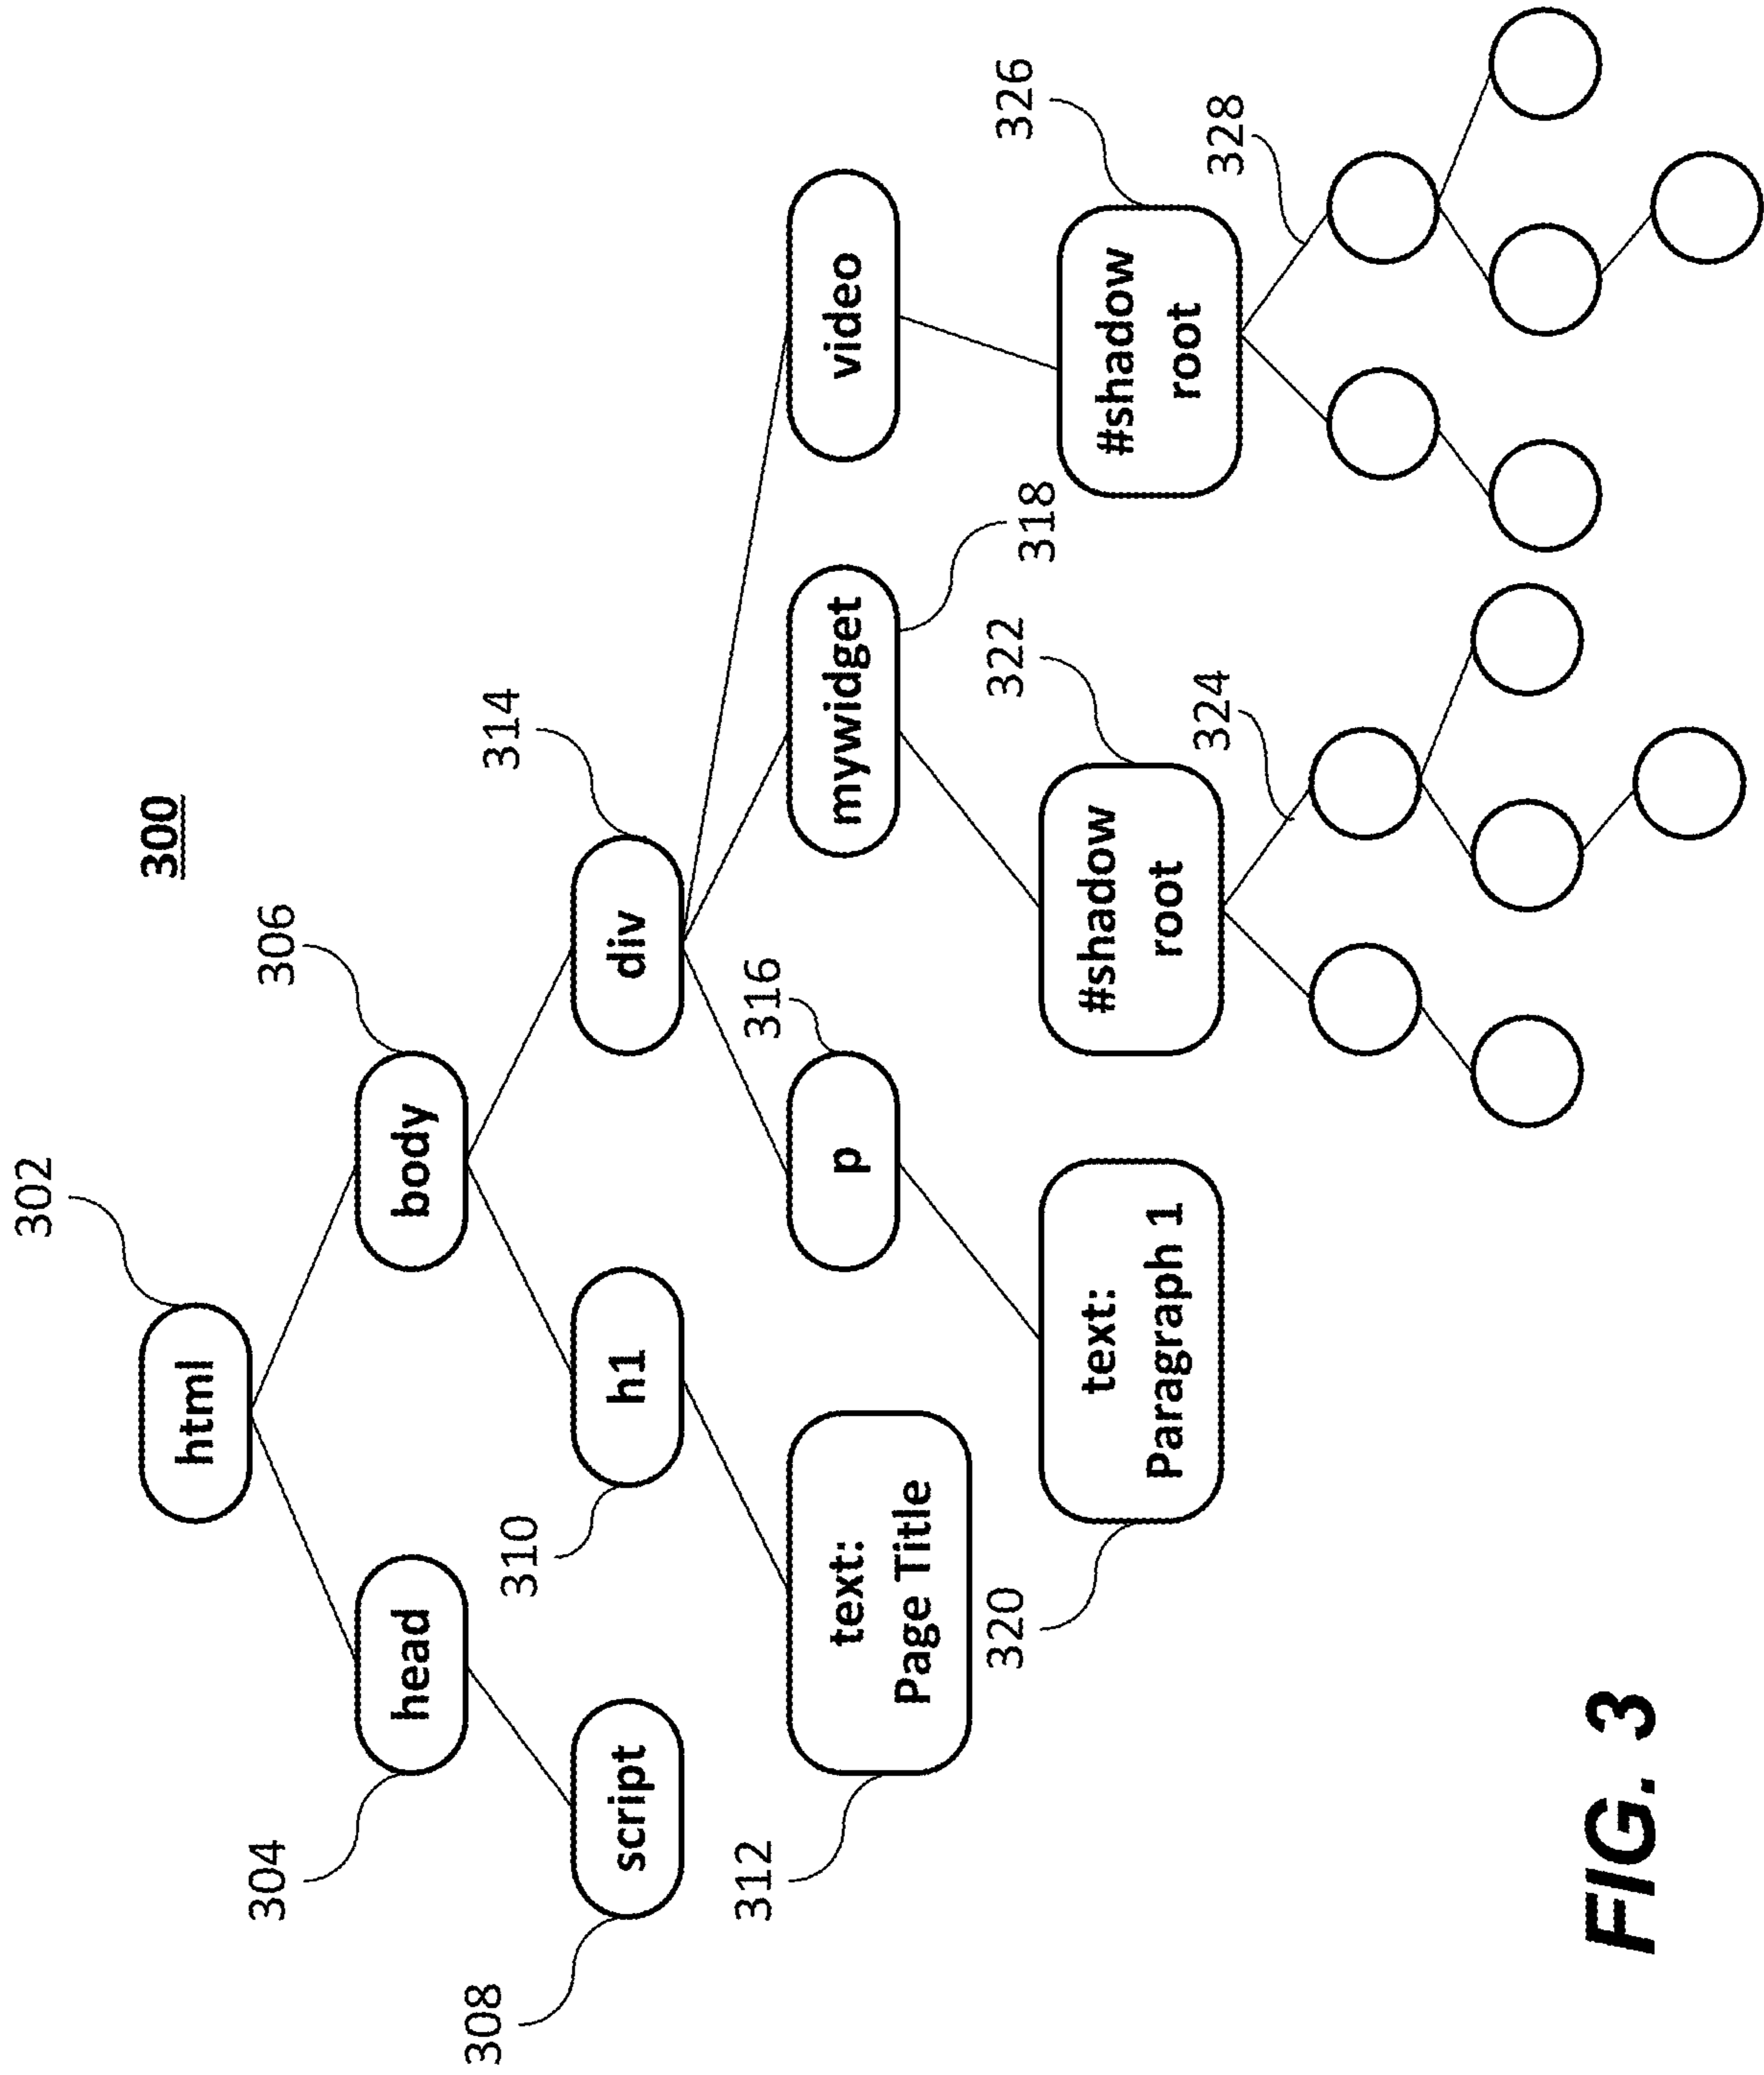 300
302
html
304
head
306
body
308
script
310
h1
314
div
312
text:
Page Title
316
p
mywidget
318
video
320
text:
Paragraph 1
322
#shadow
root
326
#shadow
root
324
328
FIG. 3